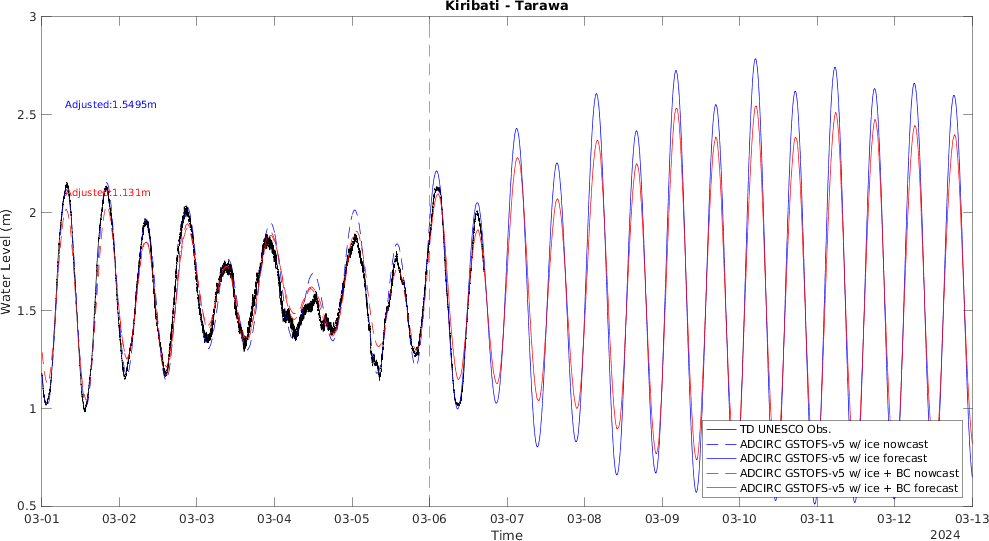 Kiribati - Tarawa
3
2.5
2
1.5
1
0.5
Water Level (m)
Adjusted:1.5495m
Adjusted:1.131m
TD UNESCO Obs.
ADCIRC GSTOFS-v5 w/ ice nowcast
ADCIRC GSTOFS-v5 w/ ice forecast
ADCIRC GSTOFS-v5 w/ ice + BC nowcast
ADCIRC GSTOFS-v5 w/ ice + BC forecast
03-01 03-02 03-03 03-04 03-05 03-06 03-07 03-08 03-09 03-10 03-11 03-12 03-13
Time
2024